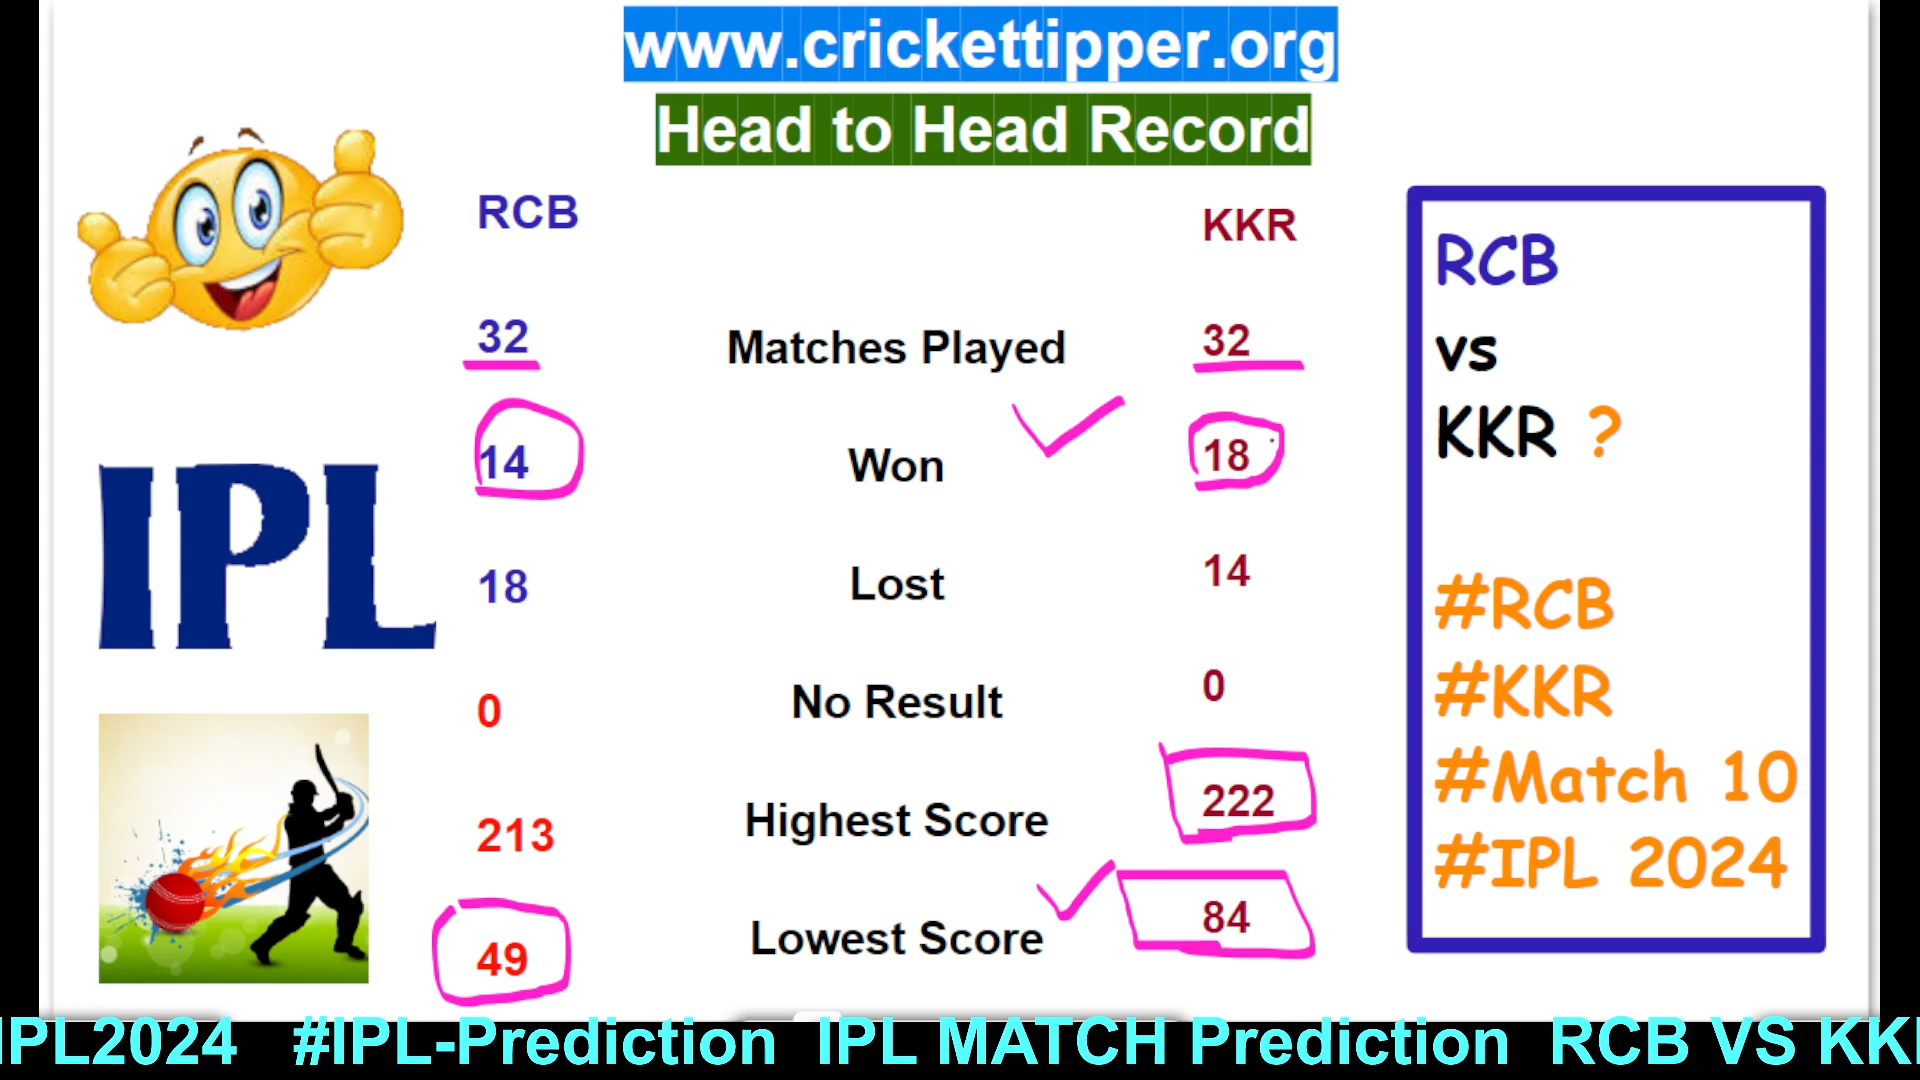 www.crickettipper.org
Head to Head Record
RCB KKR
32 Matches Played 32
14 Won 18
18 Lost 14
0 No Result 0
213 Highest Score 222
49 Lowest Score 84
IPL
RCB
vs
KKR ?
#RCB
#KKR
#Match 10
#IPL 2024
IPL2024 #IPL-Prediction IPL MATCH Prediction RCB VS KK